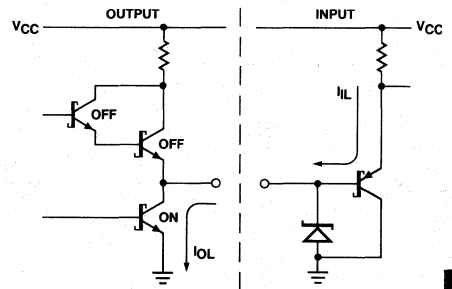 OUTPUT
INPUT
VCC
VCC
OFF
OFF
IIL
ON
IOL